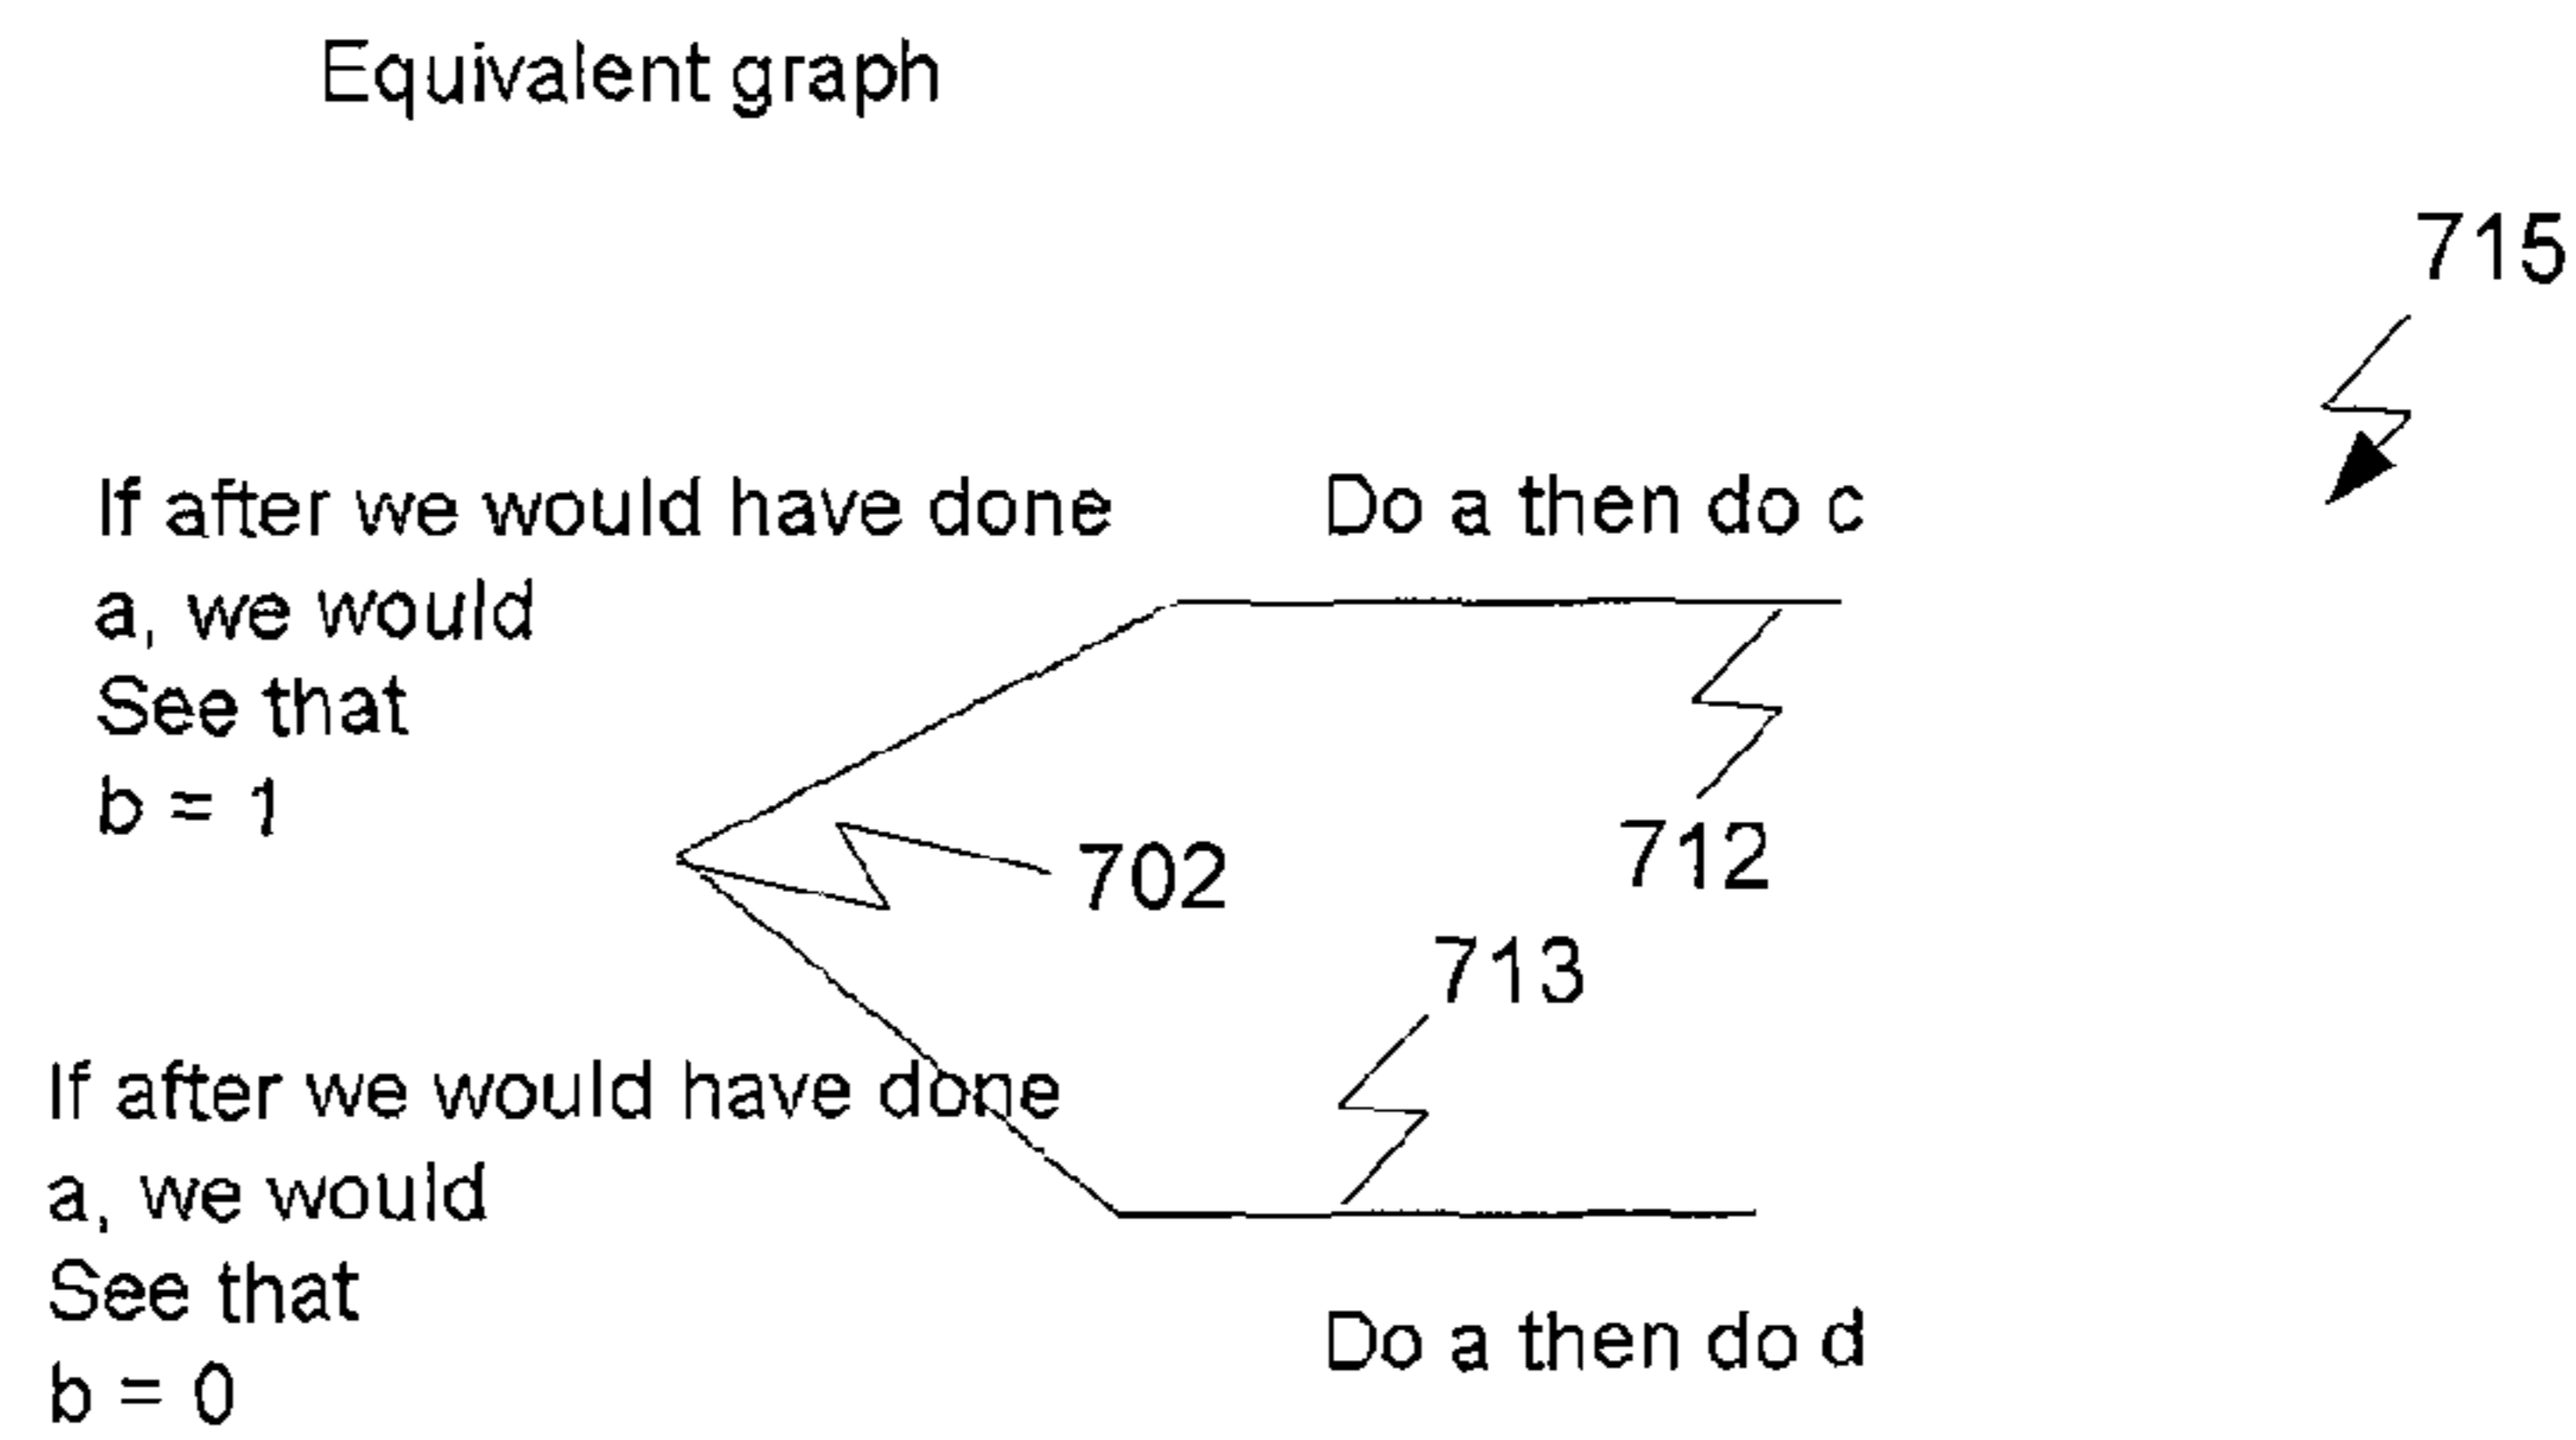 Equivalent graph
715
If after we would have done
a, we would
See that
b = 1
Do a then do c
702
712
713
If after we would have done
a, we would
See that
b = 0
Do a then do d